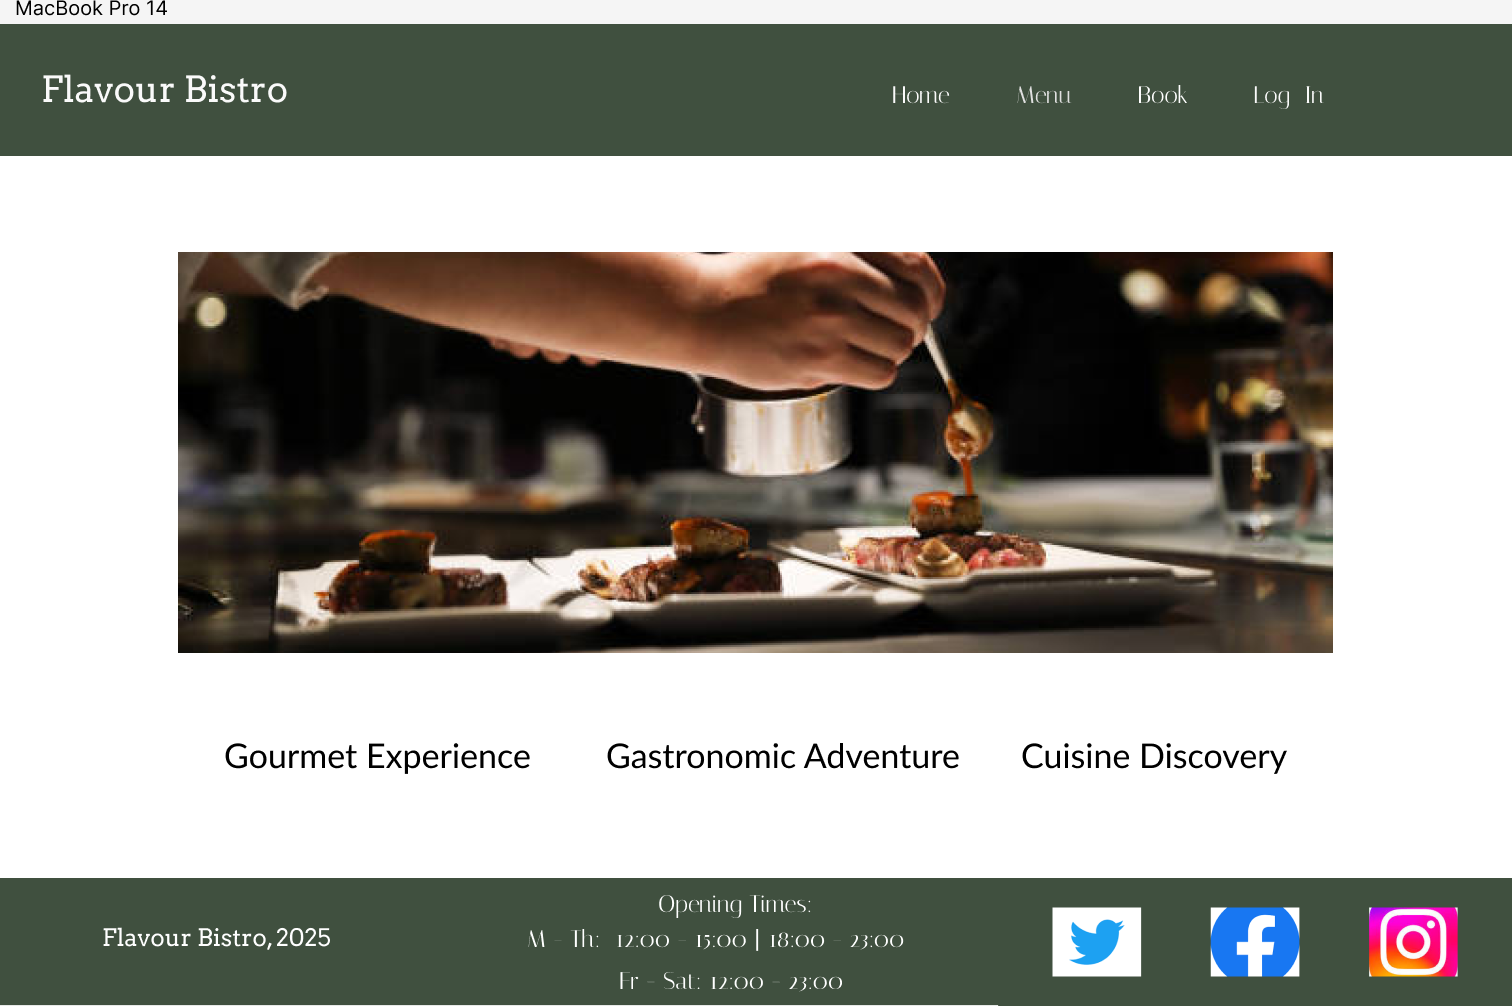 MacBook Pro 14
Flavour Bistro
Home Menu Book Log In
Gourmet Experience Gastronomic Adventure Cuisine Discovery
Opening Times:
Flavour Bistro, 2025
M - Th: 12:00 - 15:00 | 18:00 - 23:00
Fr - Sat: 12:00 - 23:00